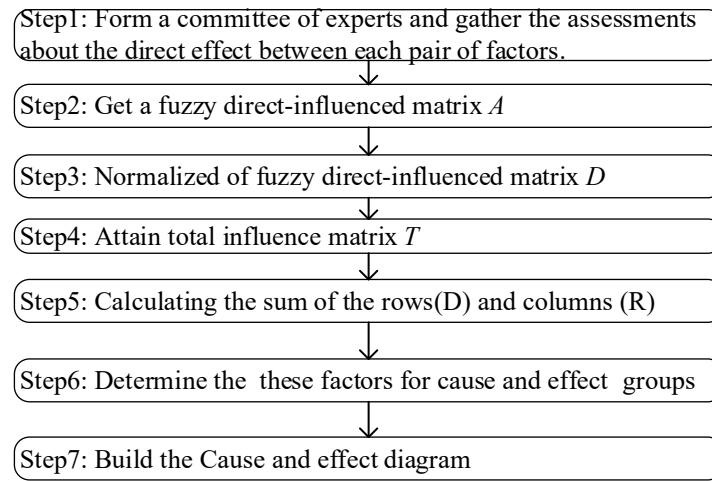 Step1: Form a committee of experts and gather the assessments
about the direct effect between each pair of factors.
Step2: Get a fuzzy direct-influenced matrix A
Step3: Normalized of fuzzy direct-influenced matrix D
Step4: Attain total influence matrix T
Step5: Calculating the sum of the rows(D) and columns (R)
Step6: Determine the these factors for cause and effect groups
Step7: Build the Cause and effect diagram